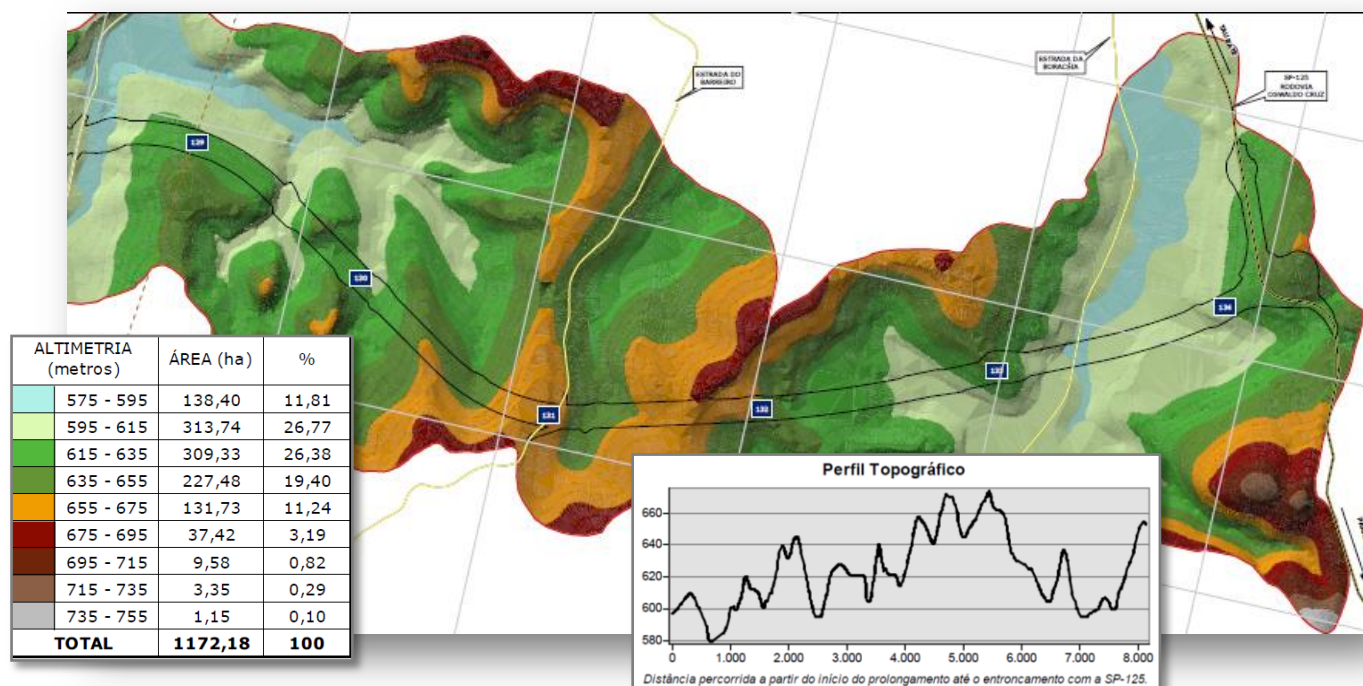 ESTRADA DO
BARREIRO
ESTRADA DA
BORACÉIA
SP-125
RODOVIA
OSWALDO CRUZ
129
130
131
132
133
134
ALTIMETRIA (metros) ÁREA (ha) %
575 - 595 138,40 11,81
595 - 615 313,74 26,77
615 - 635 309,33 26,38
635 - 655 227,48 19,40
655 - 675 131,73 11,24
675 - 695 37,42 3,19
695 - 715 9,58 0,82
715 - 735 3,35 0,29
735 - 755 1,15 0,10
TOTAL 1172,18 100
Perfil Topográfico
660
640
620
600
580
0 1.000 2.000 3.000 4.000 5.000 6.000 7.000 8.000
Distância percorrida a partir do início do prolongamento até o entroncamento com a SP-125.